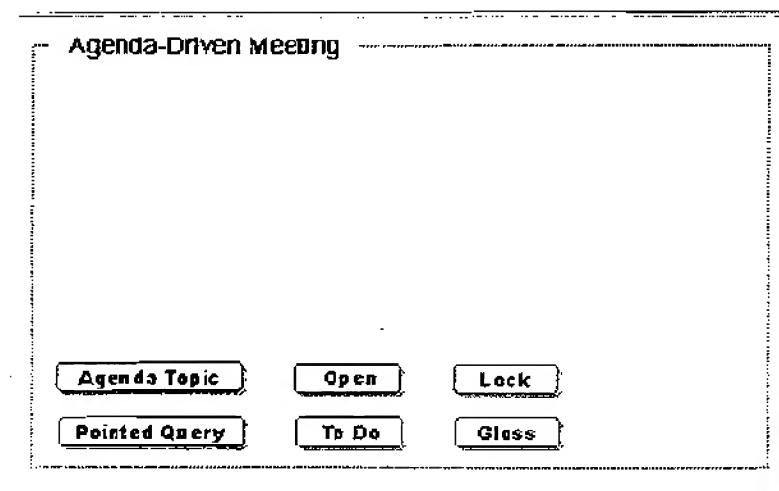 Agenda-Driven Meeting
Agenda Topic Open Lock
Pointed Query To Do Gloss